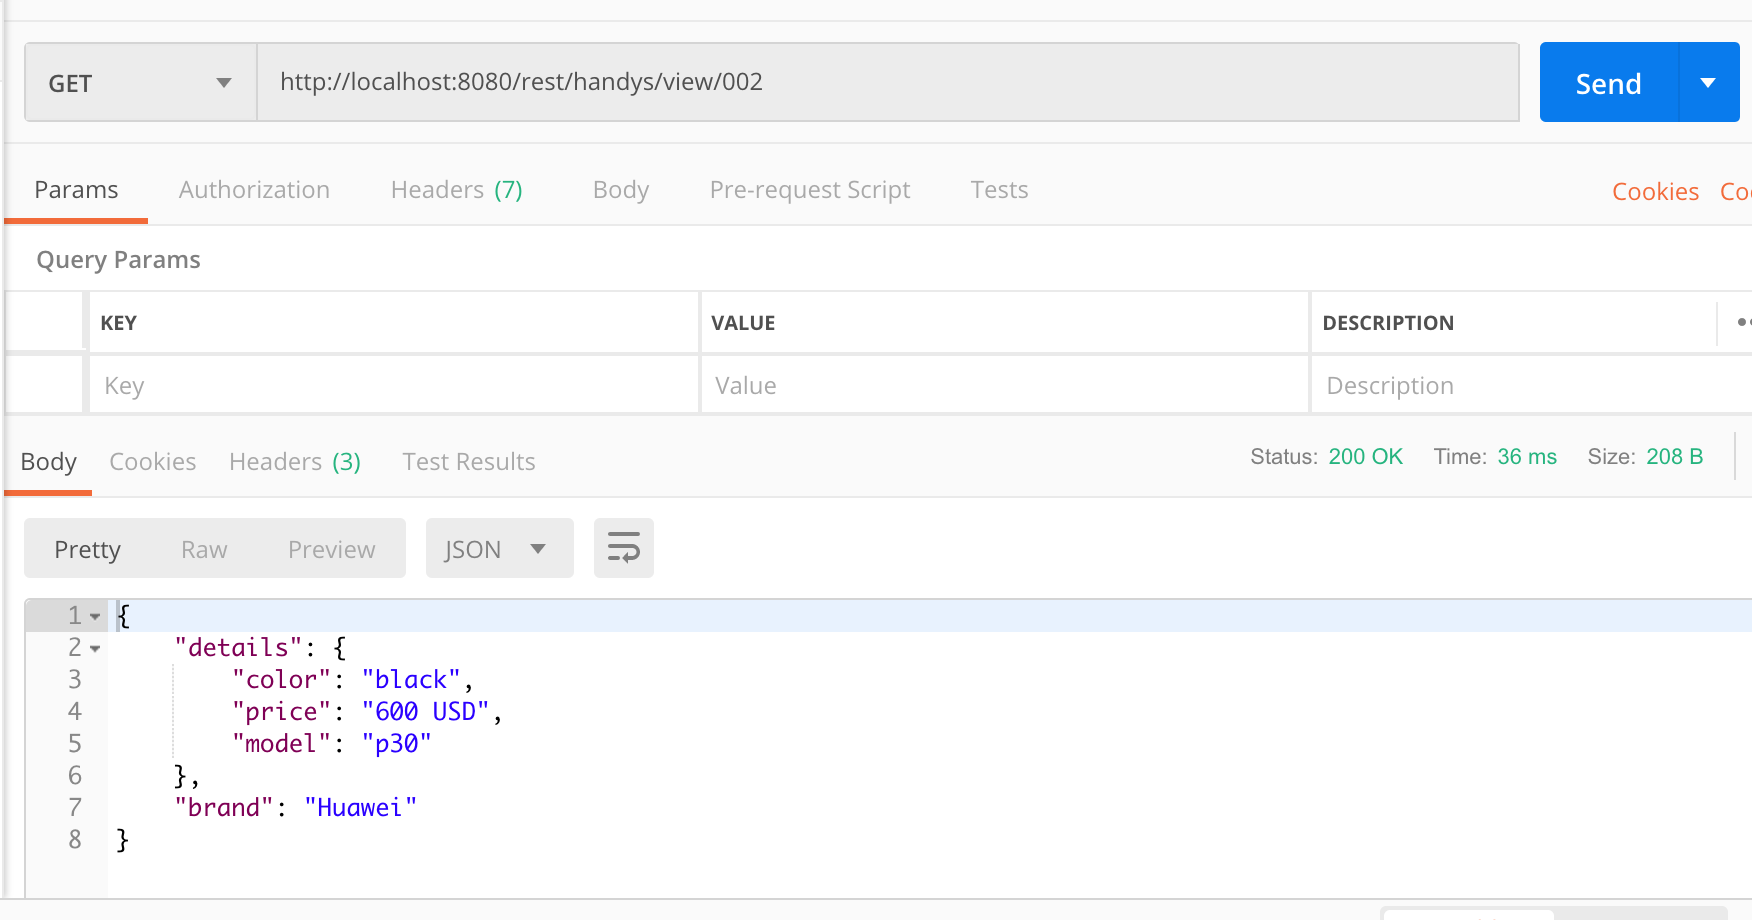 GET http://localhost:8080/rest/handys/view/002 Send
Params Authorization Headers (7) Body Pre-request Script Tests Cookies
Query Params
KEY VALUE DESCRIPTION
Key Value Description
Body Cookies Headers (3) Test Results Status: 200 OK Time: 36 ms Size: 208 B
Pretty Raw Preview JSON
1 {
2 "details": {
3 "color": "black",
4 "price": "600 USD",
5 "model": "p30"
6 },
7 "brand": "Huawei"
8 }